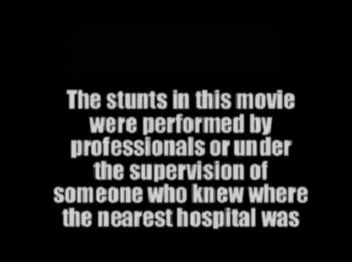 The stunts in this movie
were performed by
professionals or under
the supervision of
someone who knew where
the nearest hospital was